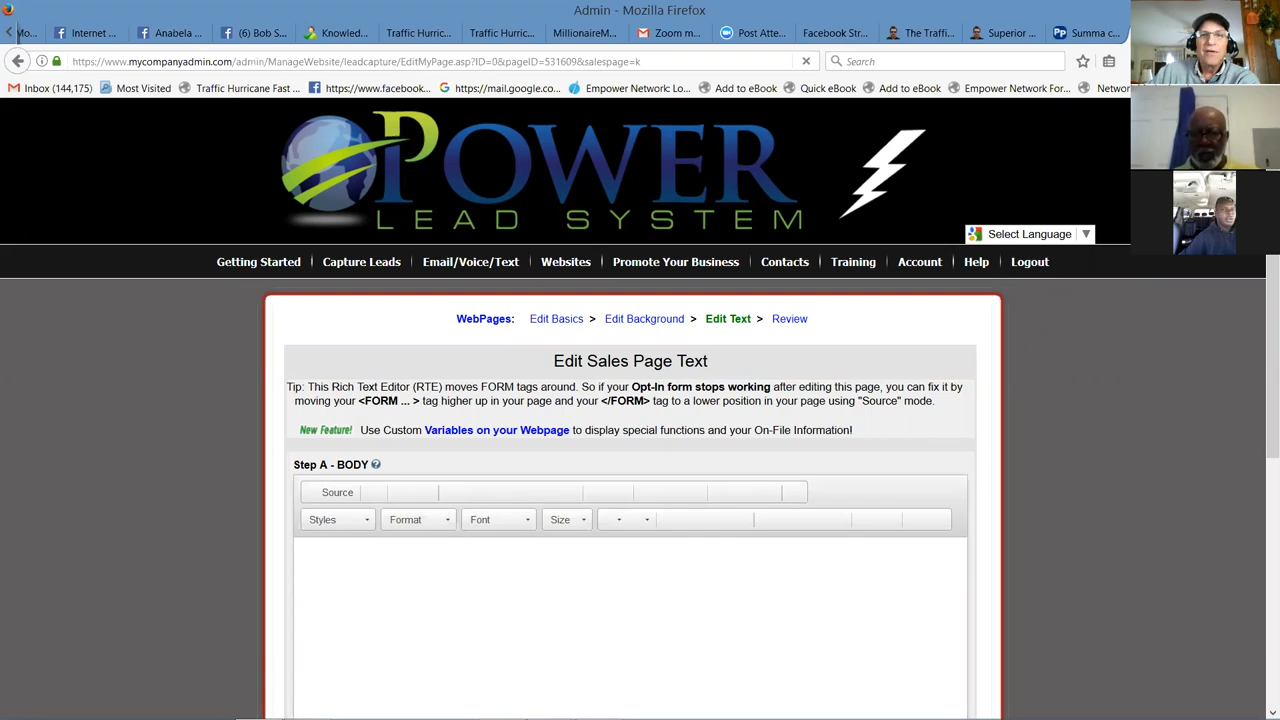 Admin - Mozilla Firefox
Mo...
Internet ...
Anabela ...
(6) Bob S...
Knowled...
Traffic Hurric...
Traffic Hurric...
MillionaireM...
Zoom m...
Post Atte...
Facebook Str...
The Traffi...
Superior ...
Summa c...
https://www.mycompanyadmin.com/admin/ManageWebsite/leadcapture/EditMyPage.asp?ID=0&pageID=531609&salespage=k
Search
Inbox (144,175)
Most Visited
Traffic Hurricane Fast ...
https://www.facebook...
https://mail.google.co...
Empower Network: Lo...
Add to eBook
Quick eBook
Add to eBook
Empower Network For...
Network
POWER
LEAD SYSTEM
Select Language
Getting Started
Capture Leads
Email/Voice/Text
Websites
Promote Your Business
Contacts
Training
Account
Help
Logout
WebPages: Edit Basics > Edit Background > Edit Text > Review
Edit Sales Page Text
Tip: This Rich Text Editor (RTE) moves FORM tags around. So if your Opt-In form stops working after editing this page, you can fix it by
moving your <FORM ... > tag higher up in your page and your </FORM> tag to a lower position in your page using "Source" mode.
New Feature! Use Custom Variables on your Webpage to display special functions and your On-File Information!
Step A - BODY
Source
Styles
Format
Font
Size